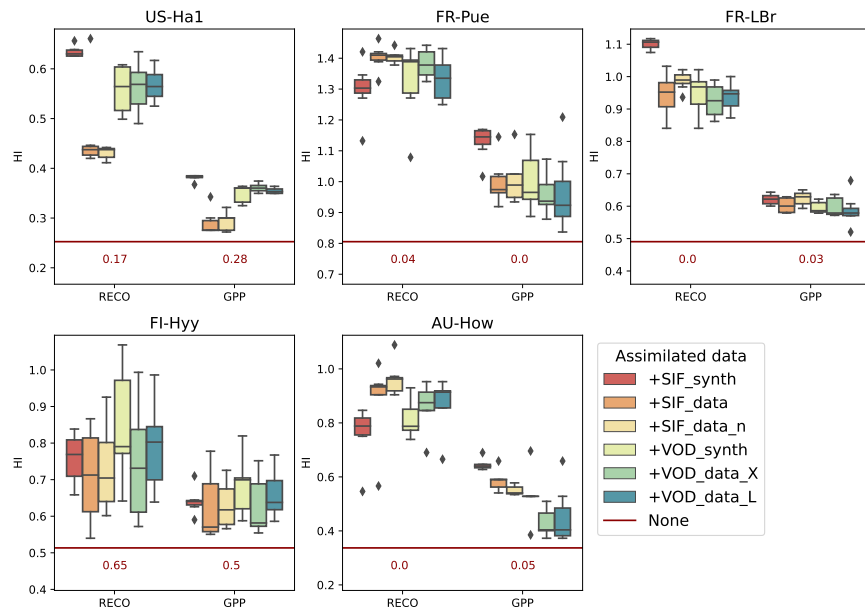 US-Ha1
FR-Pue
FR-LBr
HI
0.6
0.5
0.4
0.3
0.2
0.17
0.28
RECO
GPP
HI
1.4
1.3
1.2
1.1
1.0
0.9
0.8
0.7
0.04
0.0
RECO
GPP
HI
1.1
1.0
0.9
0.8
0.7
0.6
0.5
0.4
0.0
0.03
RECO
GPP
FI-Hyy
AU-How
HI
1.0
0.9
0.8
0.7
0.6
0.5
0.4
0.65
0.5
RECO
GPP
HI
1.0
0.8
0.6
0.4
0.2
0.0
0.05
RECO
GPP
Assimilated data
+SIF_synth
+SIF_data
+SIF_data_n
+VOD_synth
+VOD_data_X
+VOD_data_L
None